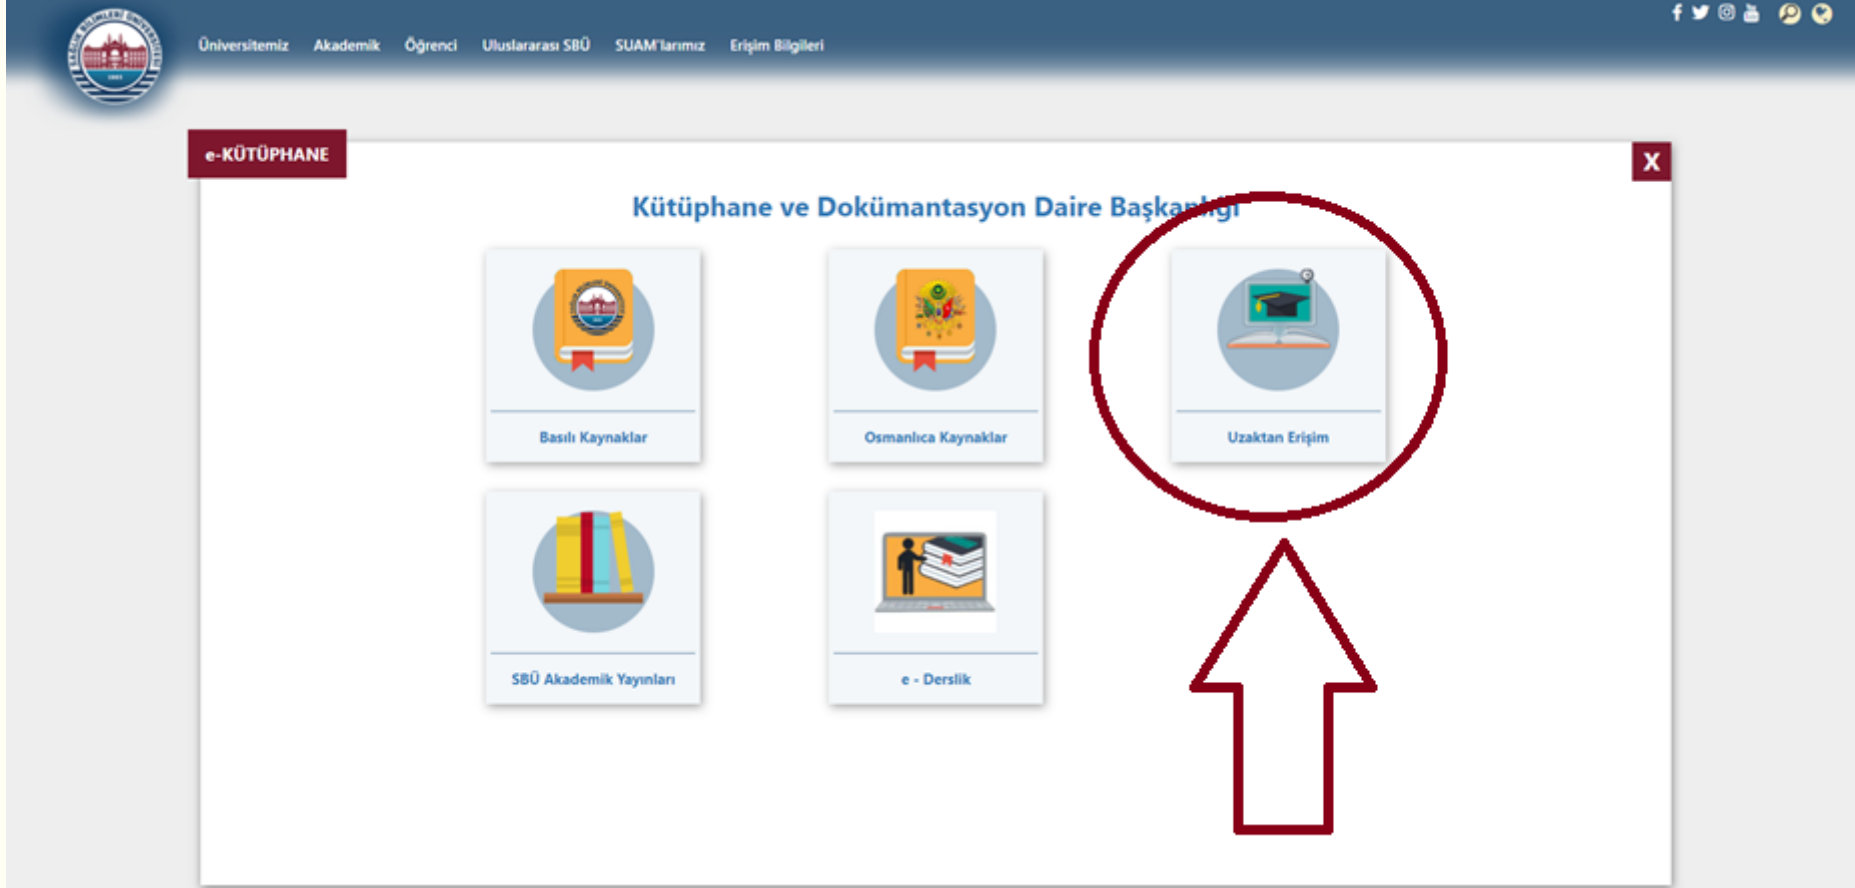 Üniversitemiz Akademik Öğrenci Uluslararası SBÜ SUAM'larımız Erişim Bilgileri
e-KÜTÜPHANE
X
Kütüphane ve Dokümantasyon Daire Başkanlığı
Basılı Kaynaklar
Osmanlıca Kaynaklar
Uzaktan Erişim
SBÜ Akademik Yayınları
e - Derslik